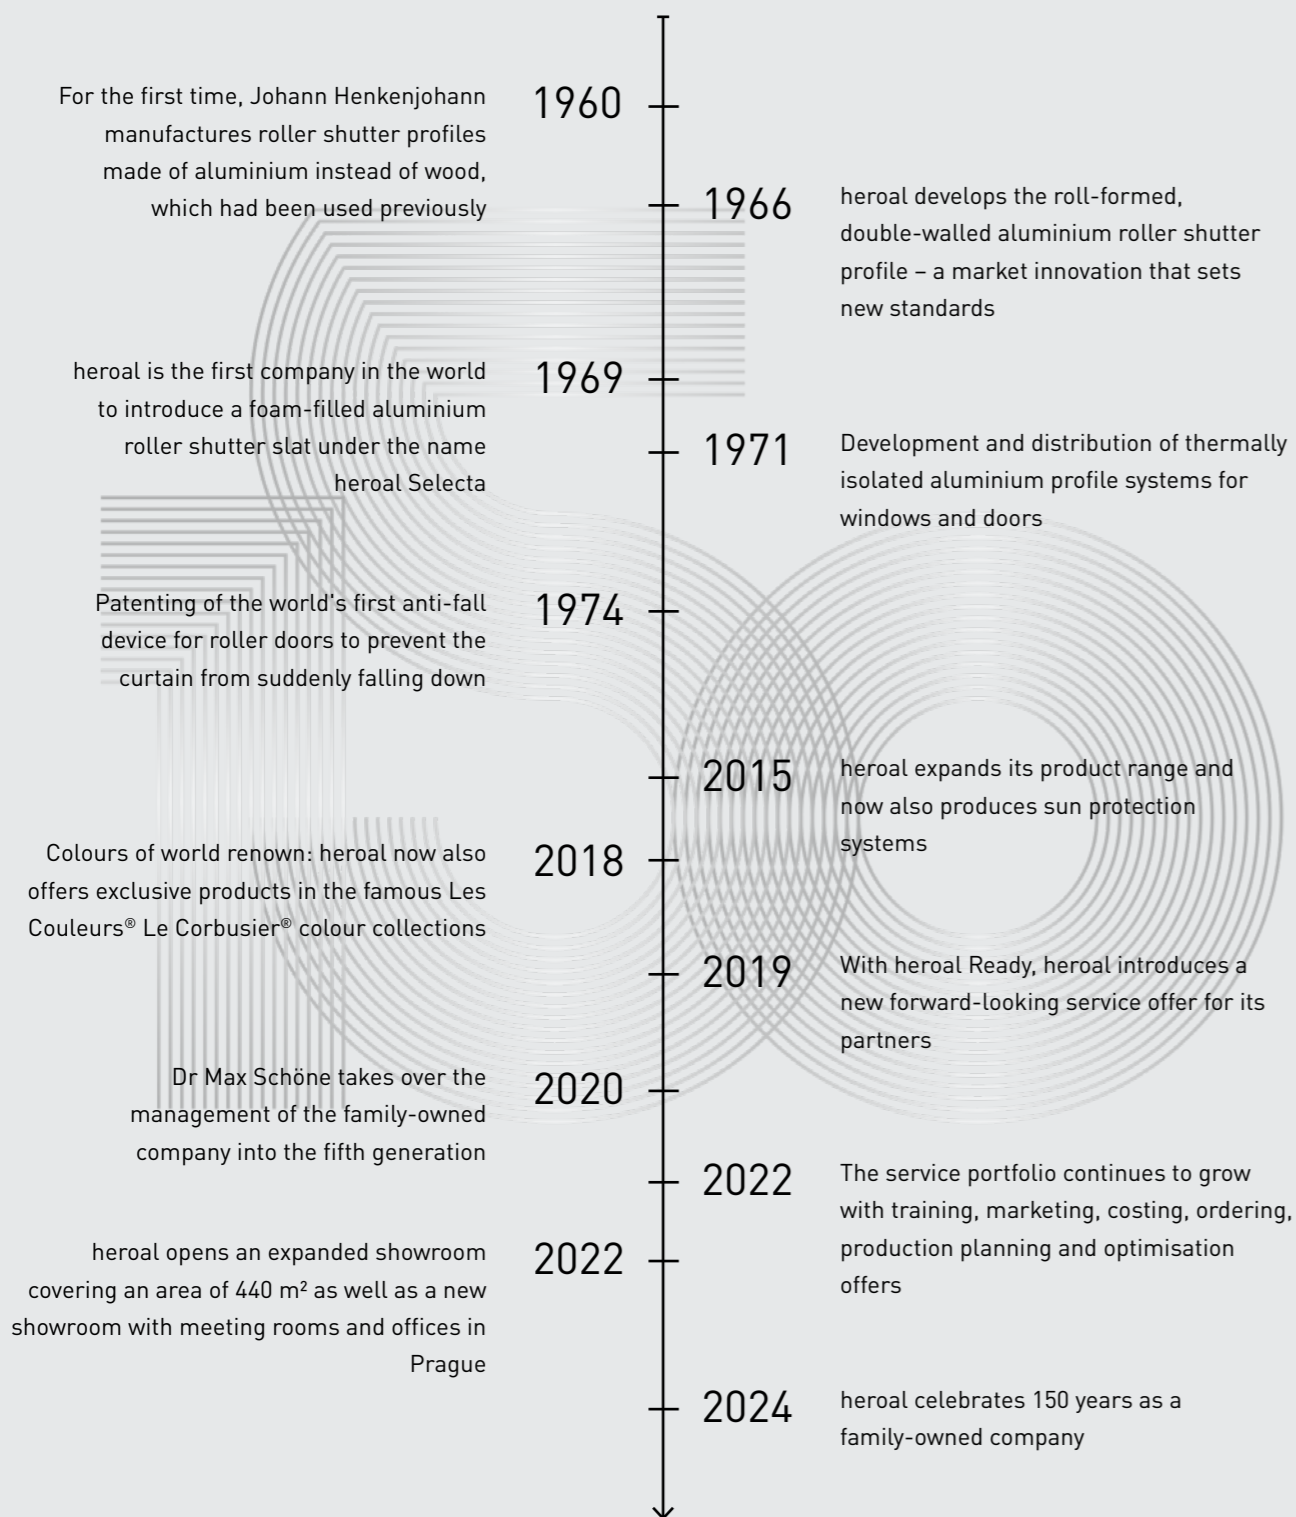 1960
For the first time, Johann Henkenjohann
manufactures roller shutter profiles
made of aluminium instead of wood,
which had been used previously
1966
heroal develops the roll-formed,
double-walled aluminium roller shutter
profile – a market innovation that sets
new standards
1969
heroal is the first company in the world
to introduce a foam-filled aluminium
roller shutter slat under the name
heroal Selecta
1971
Development and distribution of thermally
isolated aluminium profile systems for
windows and doors
1974
Patenting of the world's first anti-fall
device for roller doors to prevent the
curtain from suddenly falling down
2015
heroal expands its product range and
now also produces sun protection
systems
2018
Colours of world renown: heroal now also
offers exclusive products in the famous Les
Couleurs® Le Corbusier® colour collections
2019
With heroal Ready, heroal introduces a
new forward-looking service offer for its
partners
2020
Dr Max Schöne takes over the
management of the family-owned
company into the fifth generation
2022
The service portfolio continues to grow
with training, marketing, costing, ordering,
production planning and optimisation
offers
2022
heroal opens an expanded showroom
covering an area of 440 m² as well as a new
showroom with meeting rooms and offices in
Prague
2024
heroal celebrates 150 years as a
family-owned company
150